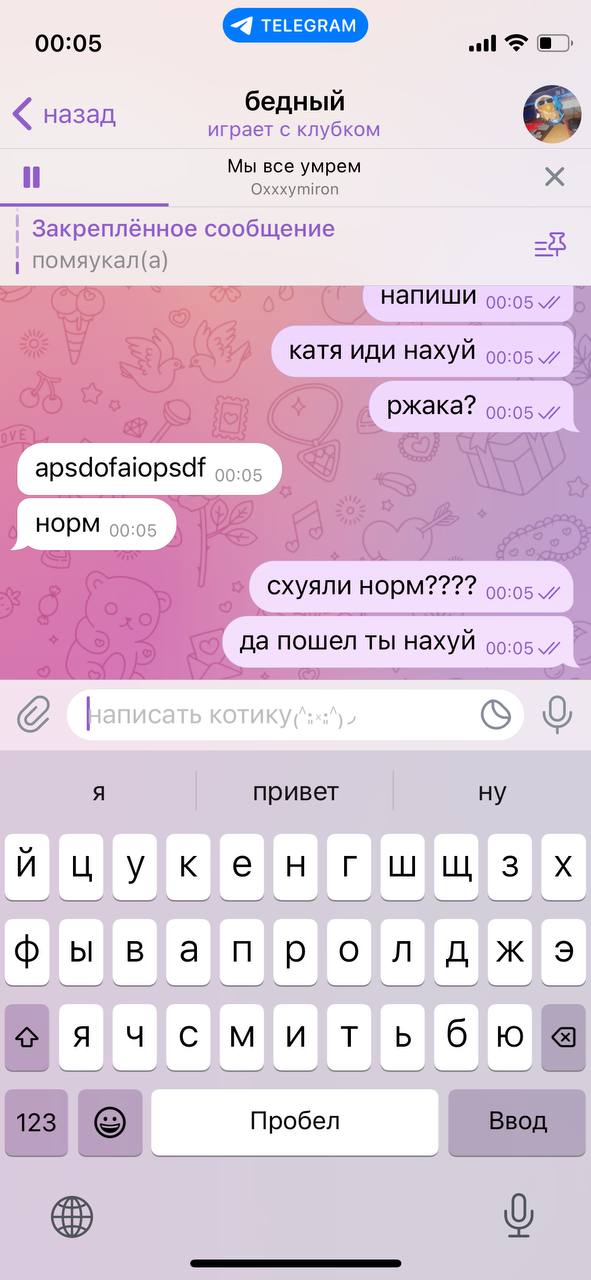 00:05
TELEGRAM
назад
бедный
играет с клубком
Мы все умрем
Oxxxymiron
Закреплённое сообщение
помяукал(а)
напиши 00:05
катя иди нахуй 00:05
ржака? 00:05
apsdofaiopsdf 00:05
норм 00:05
схуяли норм???? 00:05
да пошел ты нахуй 00:05
написать котику
я привет ну
й ц у к е н г ш щ з х
ф ы в а п р о л д ж э
я ч с м и т ь б ю
123 Пробел Ввод